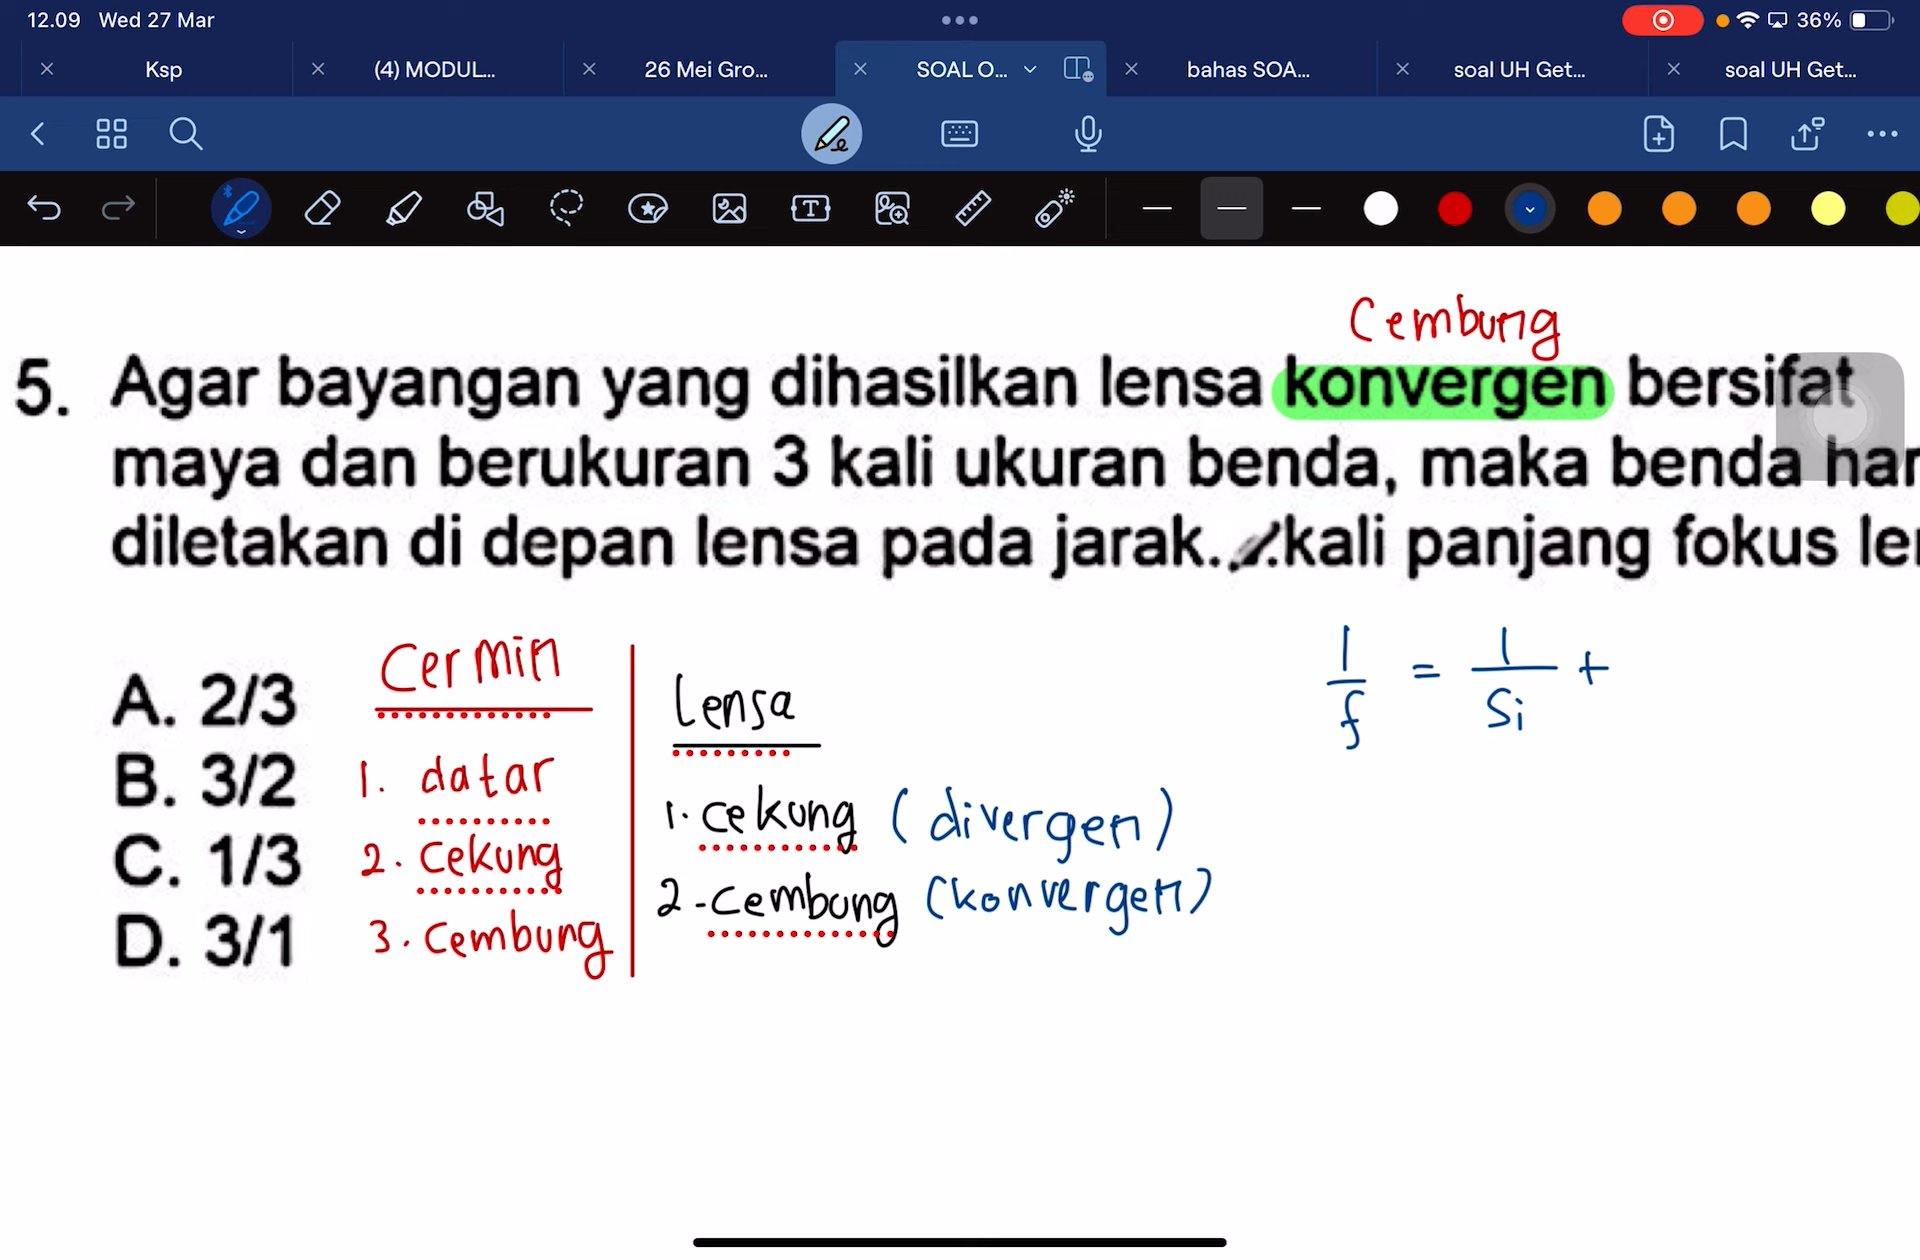 12.09 Wed 27 Mar
36%
Ksp
(4) MODUL...
26 Mei Gro...
SOAL O...
bahas SOA...
soal UH Get...
soal UH Get...
Cembung
5. Agar bayangan yang dihasilkan lensa konvergen bersifat
maya dan berukuran 3 kali ukuran benda, maka benda har
diletakan di depan lensa pada jarak...kali panjang fokus le
A. 2/3
B. 3/2
C. 1/3
D. 3/1
Cermin
1. datar
2. Cekung
3. Cembung
Lensa
1. cekung (divergen)
2-cembung (konvergen)
1/f = 1/Si +